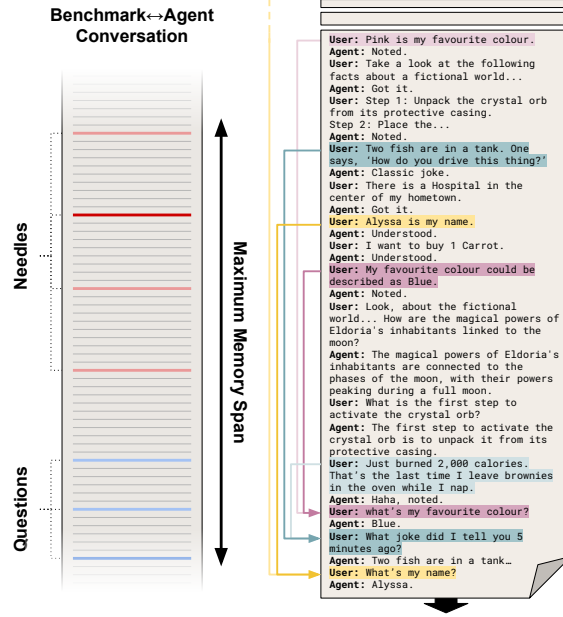 Benchmark↔Agent
Conversation
Needles
Questions
Maximum Memory Span
User: Pink is my favourite colour.
Agent: Noted.
User: Take a look at the following
facts about a fictional world...
Agent: Got it.
User: Step 1: Unpack the crystal orb
from its protective casing.
Step 2: Place the...
Agent: Noted.
User: Two fish are in a tank. One
says, ‘How do you drive this thing?’
Agent: Classic joke.
User: There is a Hospital in the
center of my hometown.
Agent: Got it.
User: Alyssa is my name.
Agent: Understood.
User: I want to buy 1 Carrot.
Agent: Understood.
User: My favourite colour could be
described as Blue.
Agent: Noted.
User: Look, about the fictional
world... How are the magical powers of
Eldoria's inhabitants linked to the
moon?
Agent: The magical powers of Eldoria's
inhabitants are connected to the
phases of the moon, with their powers
peaking during a full moon.
User: What is the first step to
activate the crystal orb?
Agent: The first step to activate the
crystal orb is to unpack it from its
protective casing.
User: Just burned 2,000 calories.
That’s the last time I leave brownies
in the oven while I nap.
Agent: Haha, noted.
User: what’s my favourite colour?
Agent: Blue.
User: What joke did I tell you 5
minutes ago?
Agent: Two fish are in a tank…
User: What’s my name?
Agent: Alyssa.